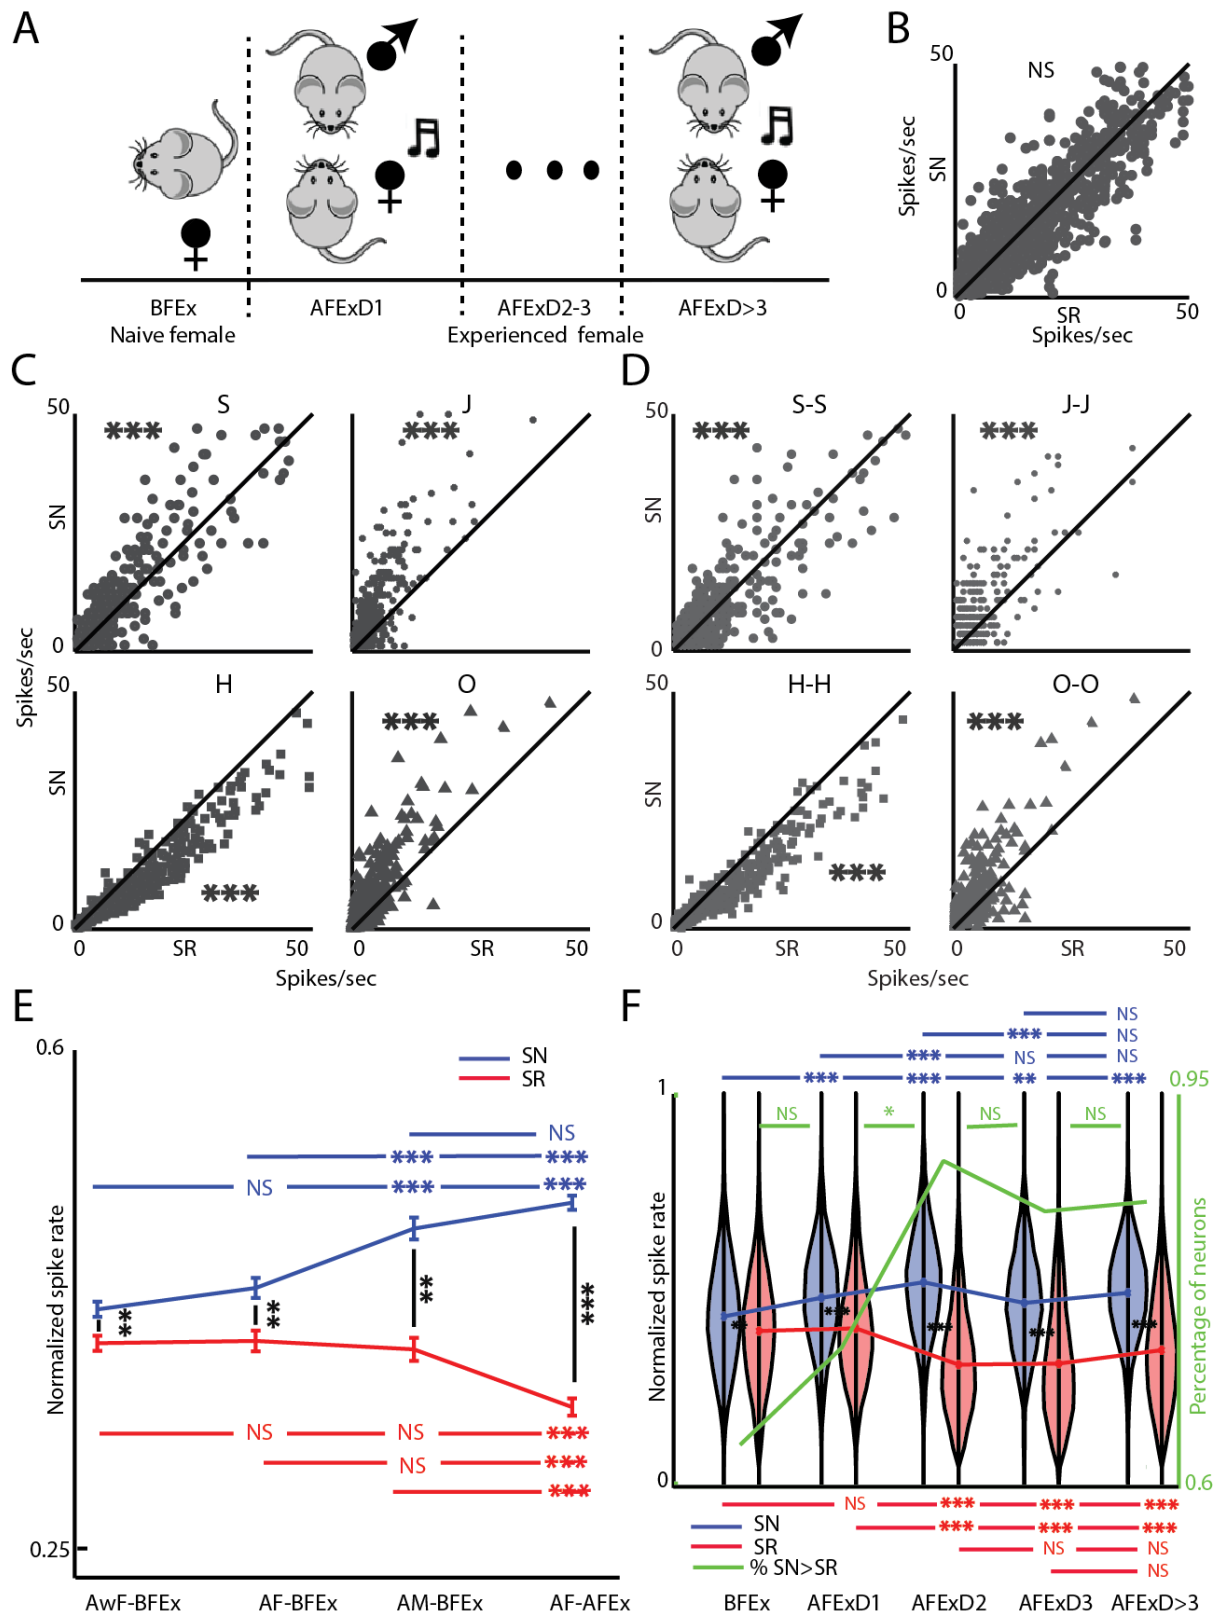 A
BFEx
AFExD1
AFExD2-3
AFExD>3
Naive female
Experienced female
B
50
NS
SN
Spikes/sec
0
0
SR
50
Spikes/sec
C
50
S
J
***
***
SN
0
Spikes/sec
50
H
O
***
***
SN
0
0
SR
50
0
SR
50
Spikes/sec
D
50
S-S
J-J
***
***
SN
0
50
H-H
O-O
***
***
SN
0
0
SR
50
0
SR
50
Spikes/sec
E
0.6
SN
SR
NS
*** ***
NS *** ***
Normalized spike rate
** ** ** ***
NS NS ***
NS ***
***
0.25
AwF-BFEx AF-BFEx AM-BFEx AF-AFEx
F
NS
*** NS
*** NS NS
*** *** ** ***
1
0.95
NS * NS NS
Normalized spike rate
Percentage of neurons
** *** *** *** ***
0
0.6
NS *** *** ***
*** *** ***
NS NS
NS
SN
SR
% SN>SR
BFEx AFExD1 AFExD2 AFExD3 AFExD>3